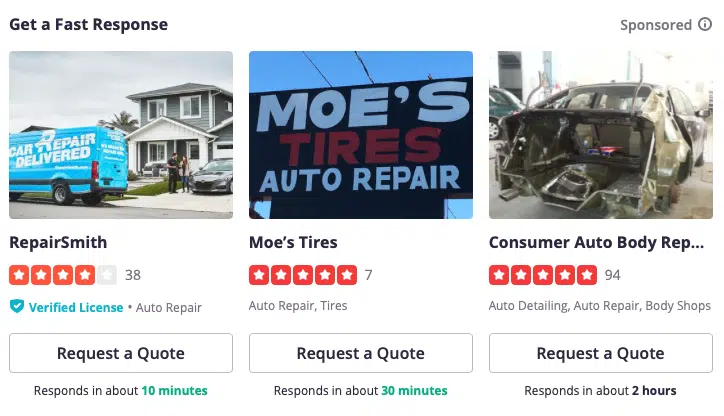 Get a Fast Response
Sponsored
CAR REPAIR
DELIVERED
MOE'S
TIRES
AUTO REPAIR
RepairSmith
Moe's Tires
Consumer Auto Body Rep...
38
7
94
Verified License • Auto Repair
Auto Repair, Tires
Auto Detailing, Auto Repair, Body Shops
Request a Quote
Request a Quote
Request a Quote
Responds in about 10 minutes
Responds in about 30 minutes
Responds in about 2 hours